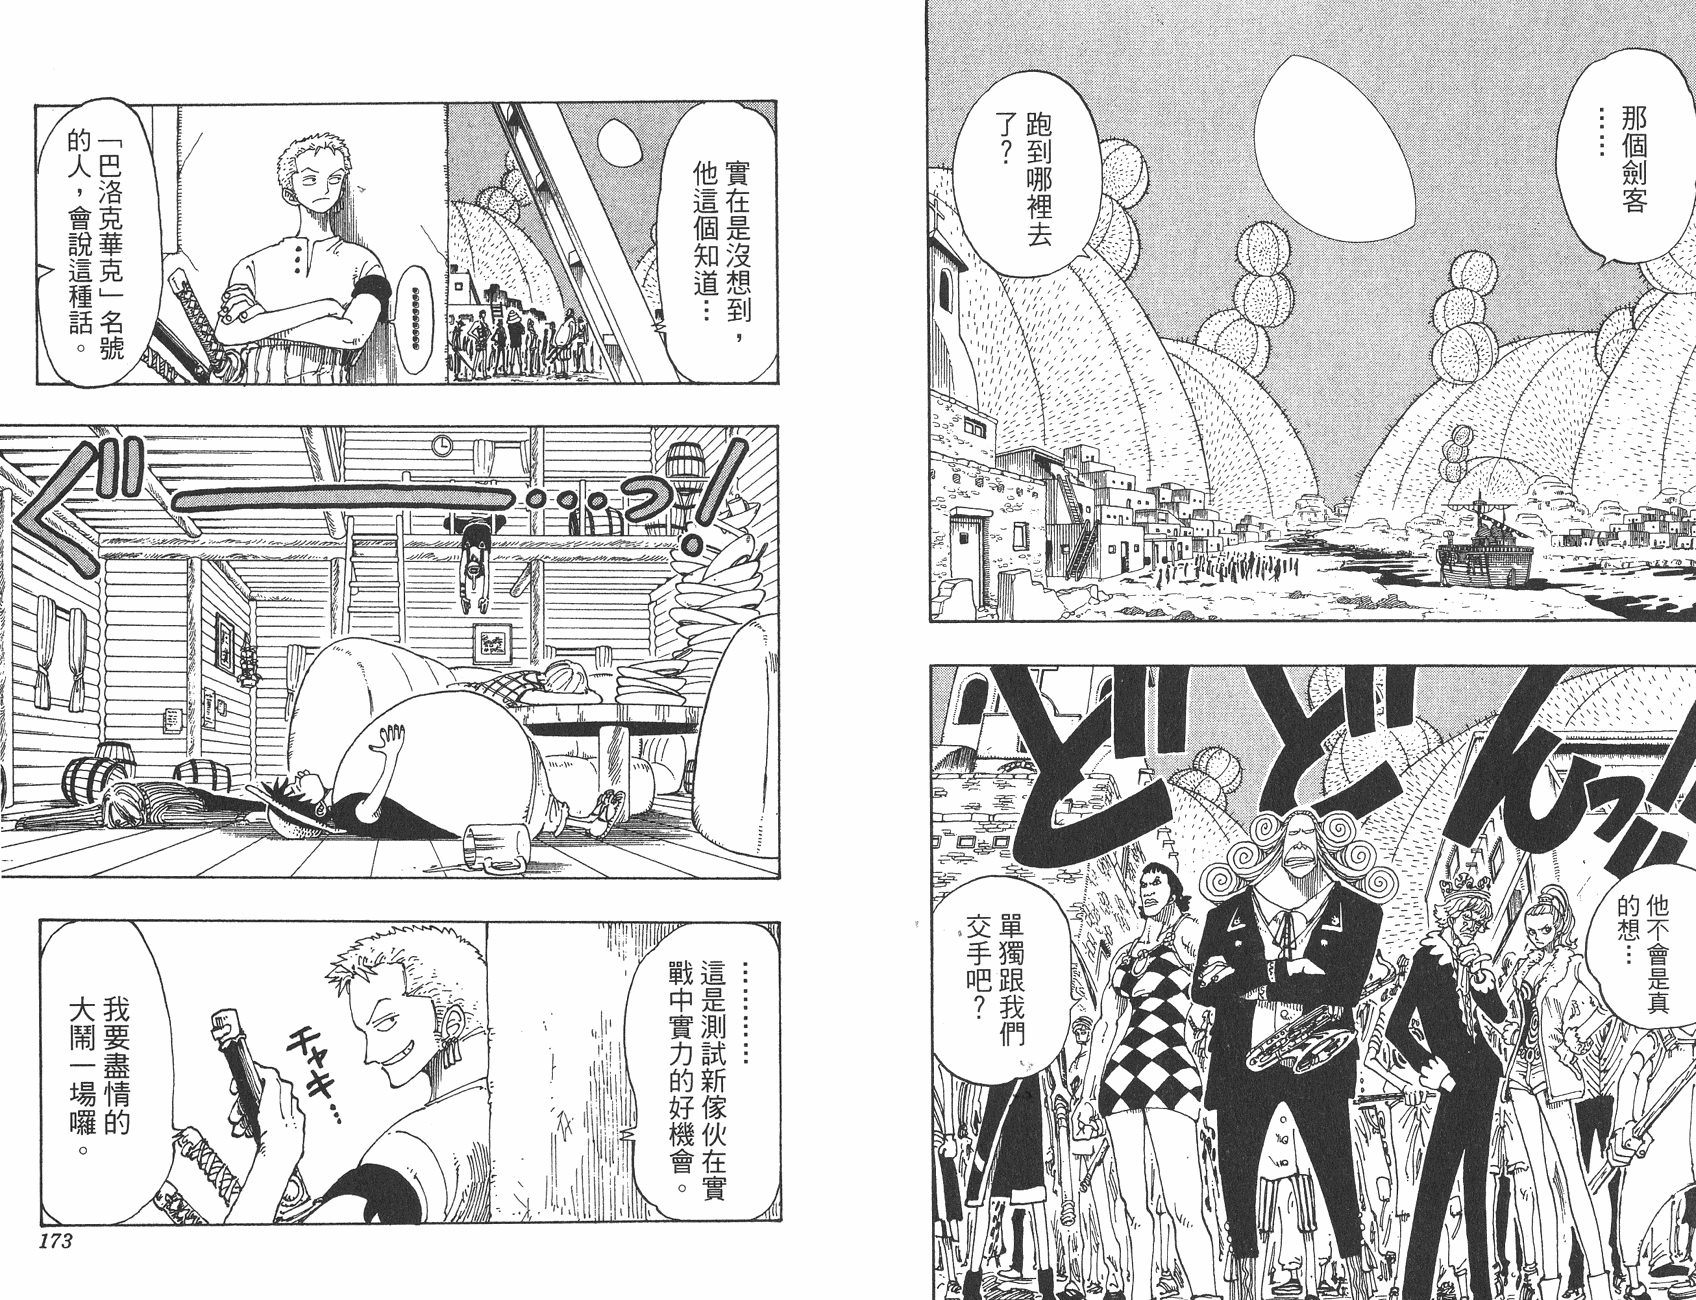 那個劍客
……
跑到哪裡去
了？
どどんっ!!
他不會是真
的想…
單獨跟我們
交手吧？
實在是沒想到，
他這個知道…
「巴洛克華克」名號
的人，會說這種話。
…………
ぐーー……っ！
…………
這是測試新傢伙在實
戰中實力的好機會。
チャキ…
我要盡情的
大鬧一場囉。
173